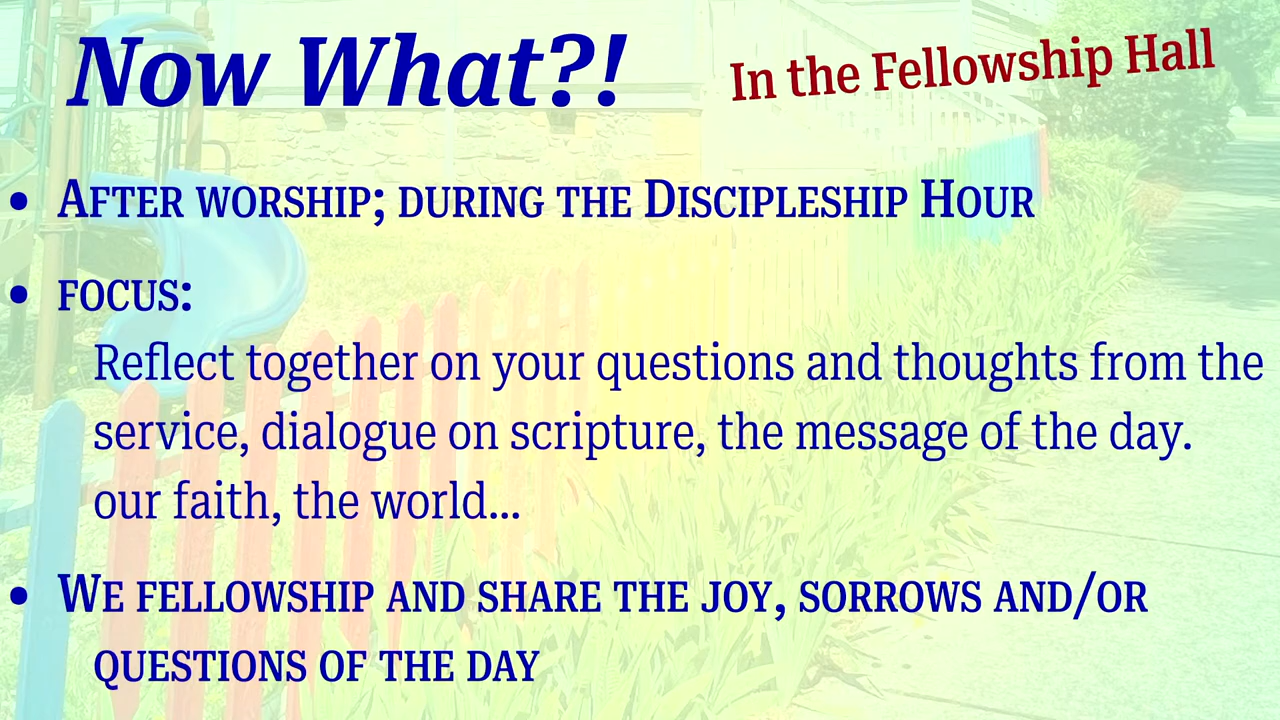 Now What?!
In the Fellowship Hall
• After worship; during the Discipleship Hour
• focus:
Reflect together on your questions and thoughts from the
service, dialogue on scripture, the message of the day.
our faith, the world...
• We fellowship and share the joy, sorrows and/or
questions of the day